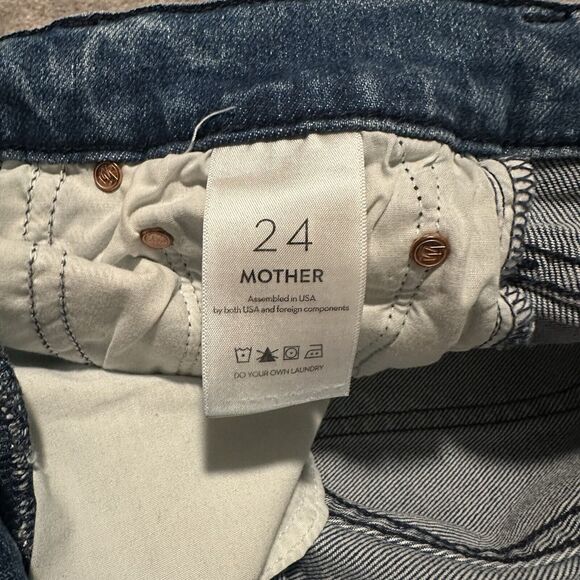 24
MOTHER
Assembled in USA
by both USA and foreign components
DO YOUR OWN LAUNDRY